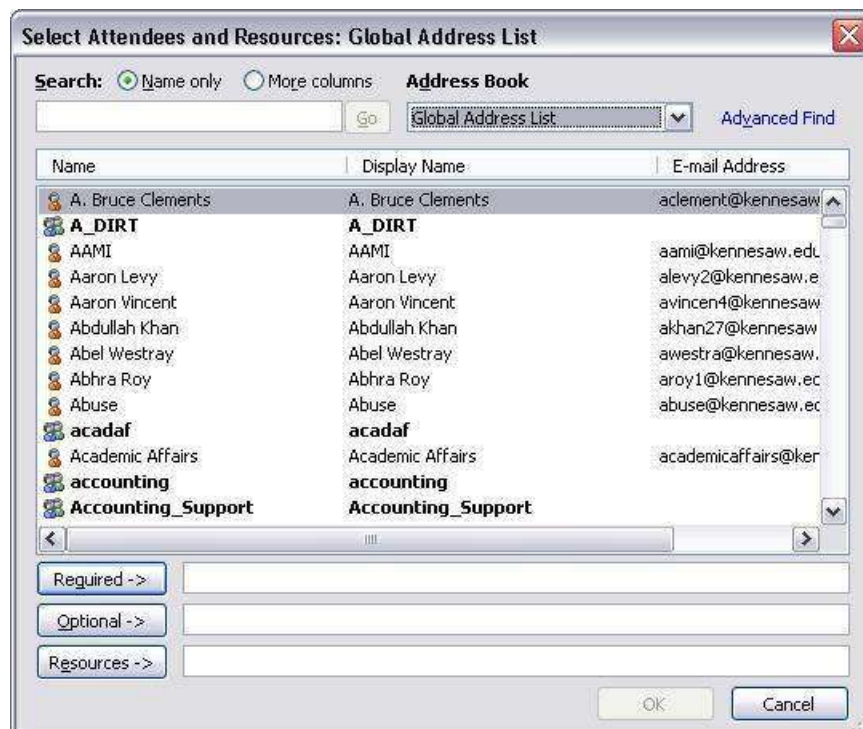 Select Attendees and Resources: Global Address List
Search: Name only More columns Address Book
Go Global Address List Advanced Find
Name Display Name E-mail Address
A. Bruce Clements A. Bruce Clements aclement@kennesaw
A_DIRT A_DIRT
AAMI AAMI aami@kennesaw.edu
Aaron Levy Aaron Levy alevy2@kennesaw.e
Aaron Vincent Aaron Vincent avincen4@kennesaw
Abdullah Khan Abdullah Khan akhan27@kennesaw
Abel Westray Abel Westray awestra@kennesaw.
Abhra Roy Abhra Roy aroy1@kennesaw.ec
Abuse Abuse abuse@kennesaw.ec
acadaf acadaf
Academic Affairs Academic Affairs academicaffairs@ker
accounting accounting
Accounting_Support Accounting_Support
Required ->
Optional ->
Resources ->
OK Cancel